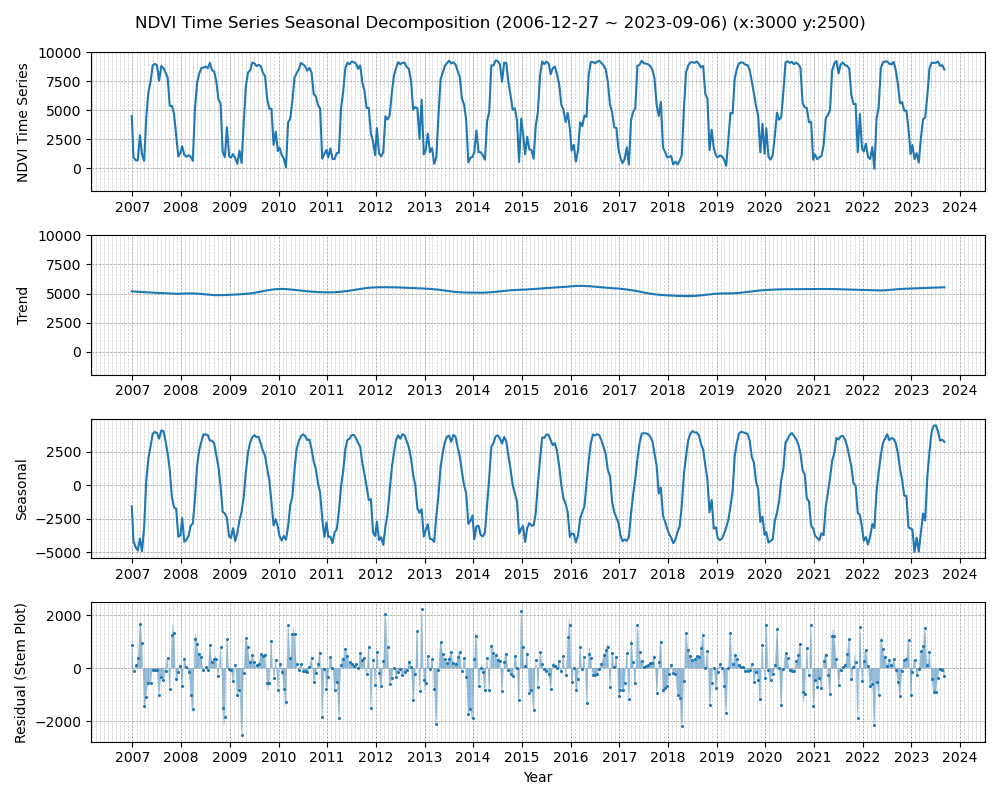 NDVI Time Series Seasonal Decomposition (2006-12-27 ~ 2023-09-06) (x:3000 y:2500)
NDVI Time Series
10000
7500
5000
2500
0
2007 2008 2009 2010 2011 2012 2013 2014 2015 2016 2017 2018 2019 2020 2021 2022 2023 2024
Trend
10000
7500
5000
2500
0
2007 2008 2009 2010 2011 2012 2013 2014 2015 2016 2017 2018 2019 2020 2021 2022 2023 2024
Seasonal
2500
0
−2500
−5000
2007 2008 2009 2010 2011 2012 2013 2014 2015 2016 2017 2018 2019 2020 2021 2022 2023 2024
Residual (Stem Plot)
2000
0
−2000
2007 2008 2009 2010 2011 2012 2013 2014 2015 2016 2017 2018 2019 2020 2021 2022 2023 2024
Year